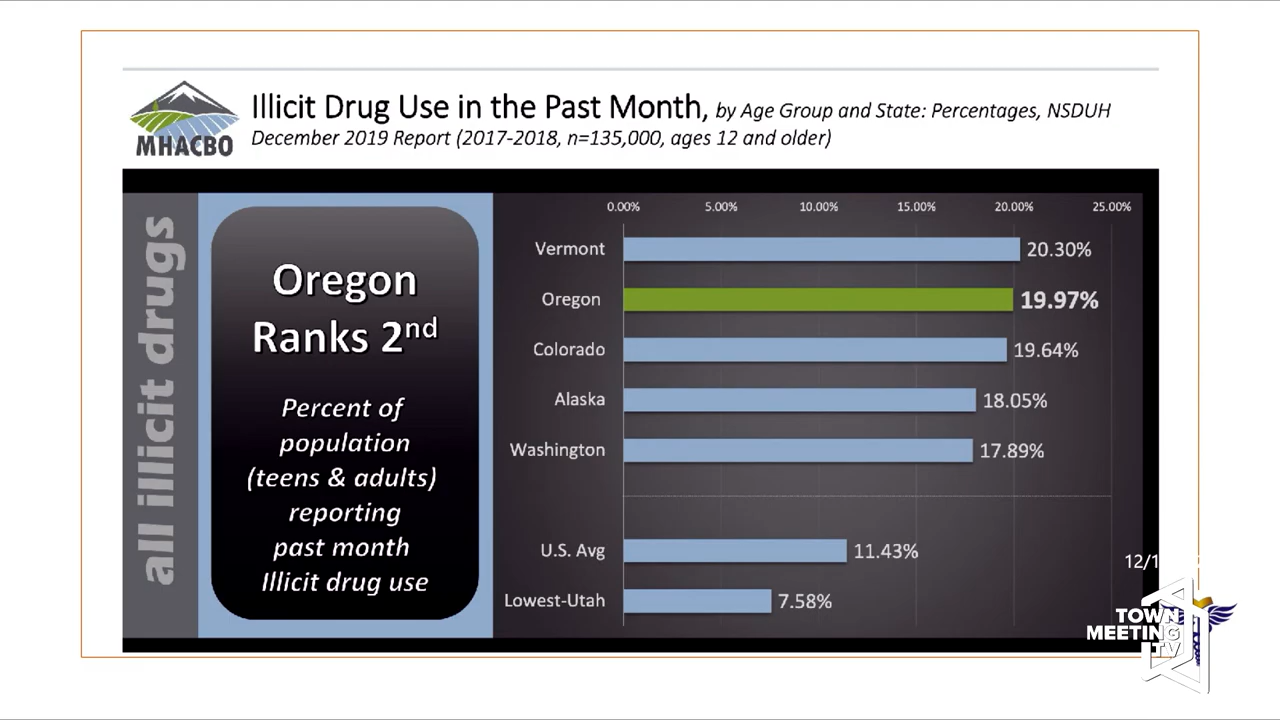 Illicit Drug Use in the Past Month, by Age Group and State: Percentages, NSDUH
December 2019 Report (2017-2018, n=135,000, ages 12 and older)
MHACBO
all illicit drugs
Oregon
Ranks 2nd
Percent of
population
(teens & adults)
reporting
past month
Illicit drug use
0.00% 5.00% 10.00% 15.00% 20.00% 25.00%
Vermont 20.30%
Oregon 19.97%
Colorado 19.64%
Alaska 18.05%
Washington 17.89%
U.S. Avg 11.43%
Lowest-Utah 7.58%
TOWN
MEETING
TV